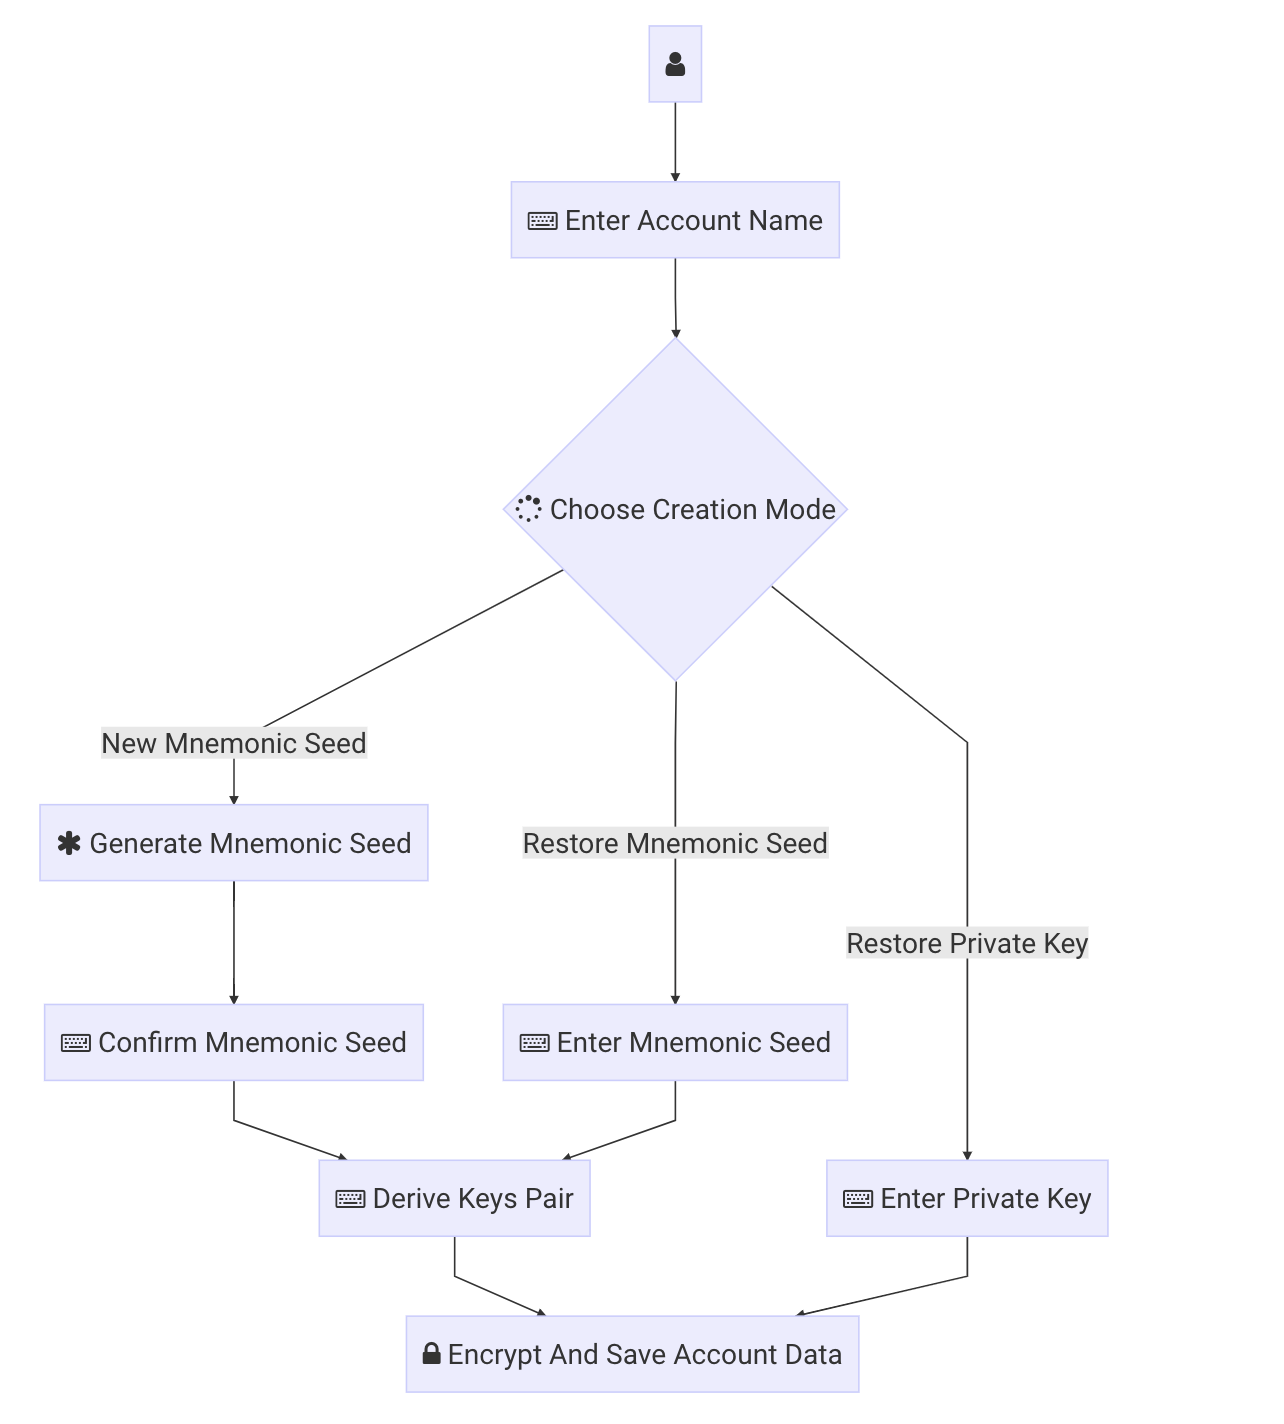 Enter Account Name
Choose Creation Mode
New Mnemonic Seed
Generate Mnemonic Seed
Restore Mnemonic Seed
Restore Private Key
Confirm Mnemonic Seed
Enter Mnemonic Seed
Derive Keys Pair
Enter Private Key
Encrypt And Save Account Data